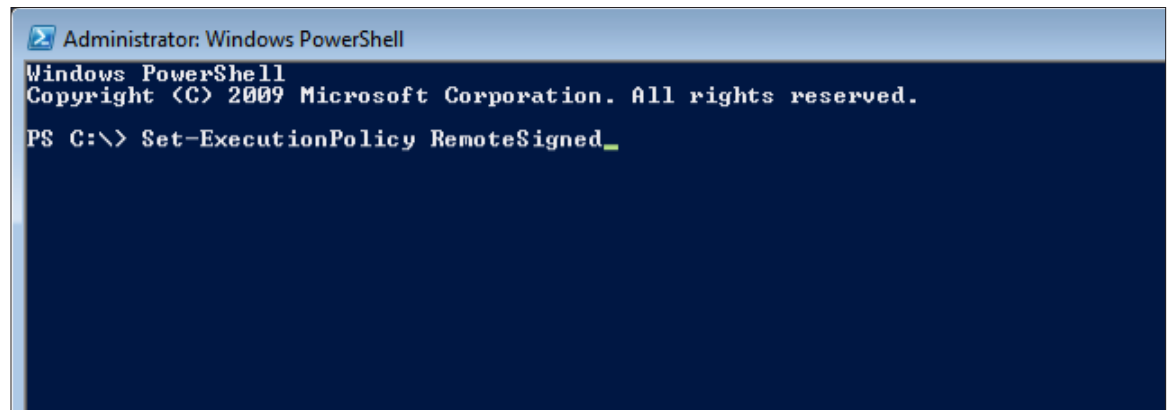 Administrator: Windows PowerShell
Windows PowerShell
Copyright (C) 2009 Microsoft Corporation. All rights reserved.
PS C:\> Set-ExecutionPolicy RemoteSigned_